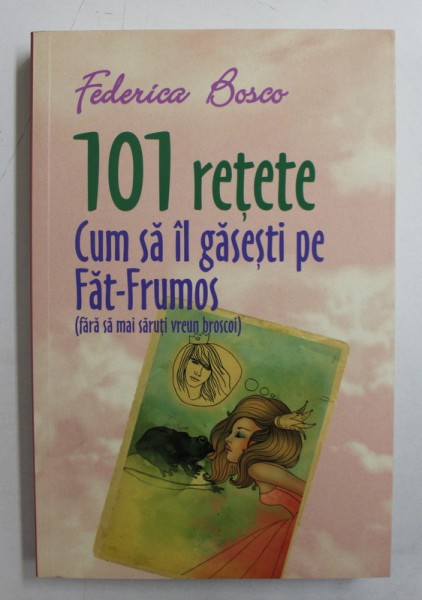 Federica Bosco
101 rețete
Cum să îl găsești pe
Făt-Frumos
(fără să mai săruți vreun broscoi)